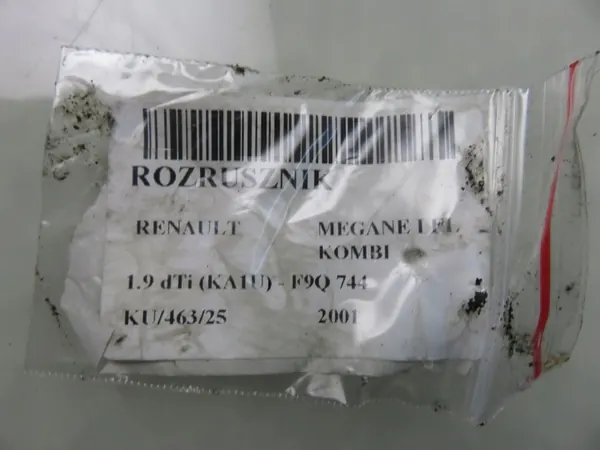 ROZRUSZNIK
RENAULT MEGANE I FL
KOMBI
1.9 dTi (KA1U) - F9Q 744
KU/463/25 2001